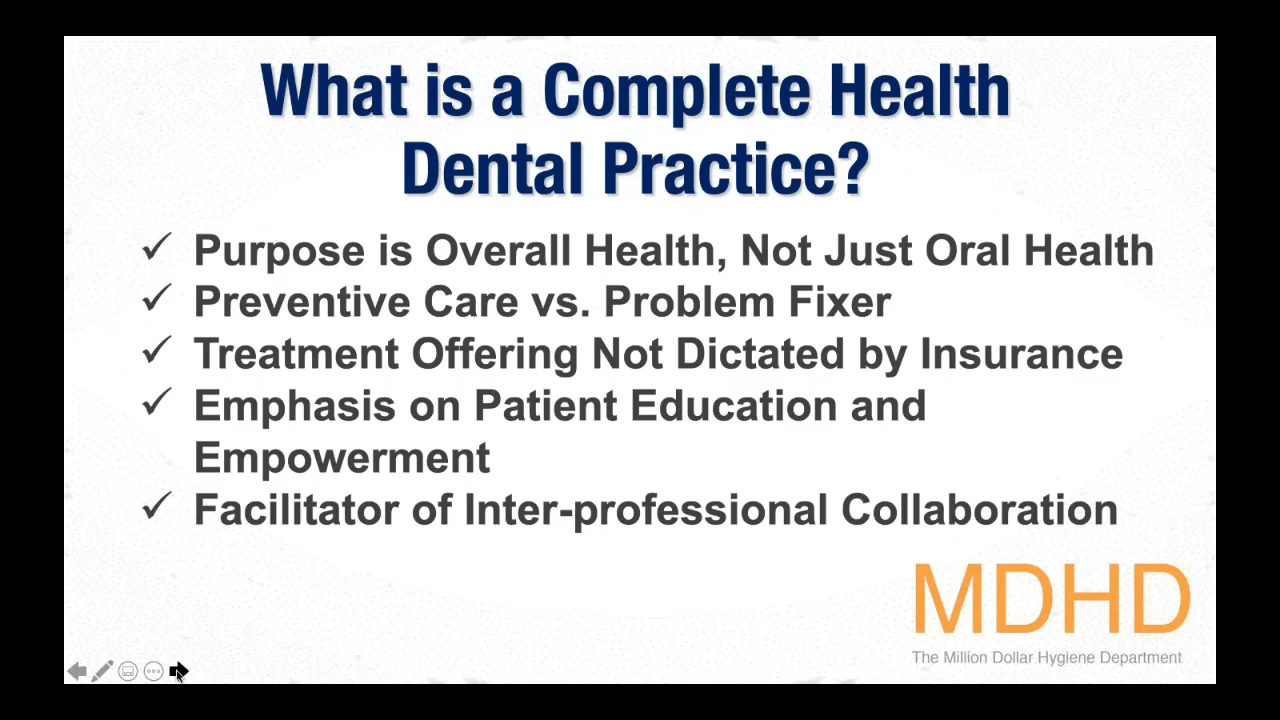 What is a Complete Health
Dental Practice?
✓ Purpose is Overall Health, Not Just Oral Health
✓ Preventive Care vs. Problem Fixer
✓ Treatment Offering Not Dictated by Insurance
✓ Emphasis on Patient Education and
Empowerment
✓ Facilitator of Inter-professional Collaboration
MDHD
The Million Dollar Hygiene Department